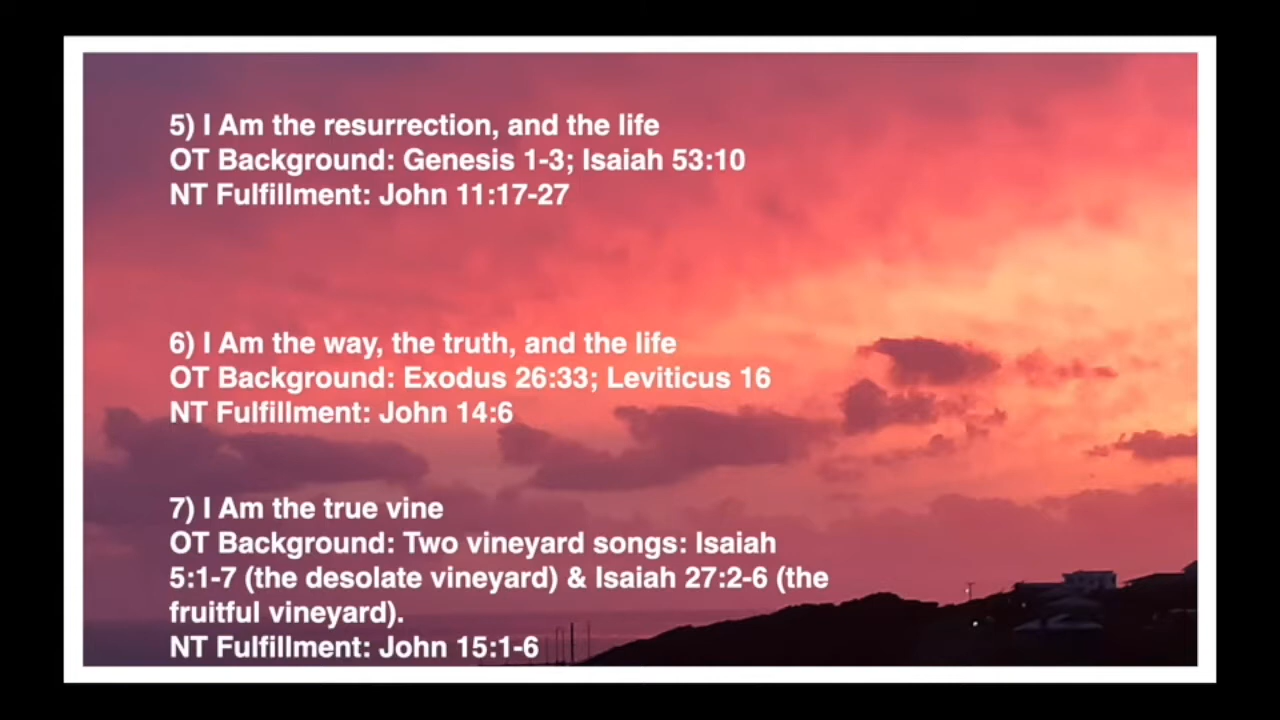 5) I Am the resurrection, and the life
OT Background: Genesis 1-3; Isaiah 53:10
NT Fulfillment: John 11:17-27
6) I Am the way, the truth, and the life
OT Background: Exodus 26:33; Leviticus 16
NT Fulfillment: John 14:6
7) I Am the true vine
OT Background: Two vineyard songs: Isaiah
5:1-7 (the desolate vineyard) & Isaiah 27:2-6 (the
fruitful vineyard).
NT Fulfillment: John 15:1-6